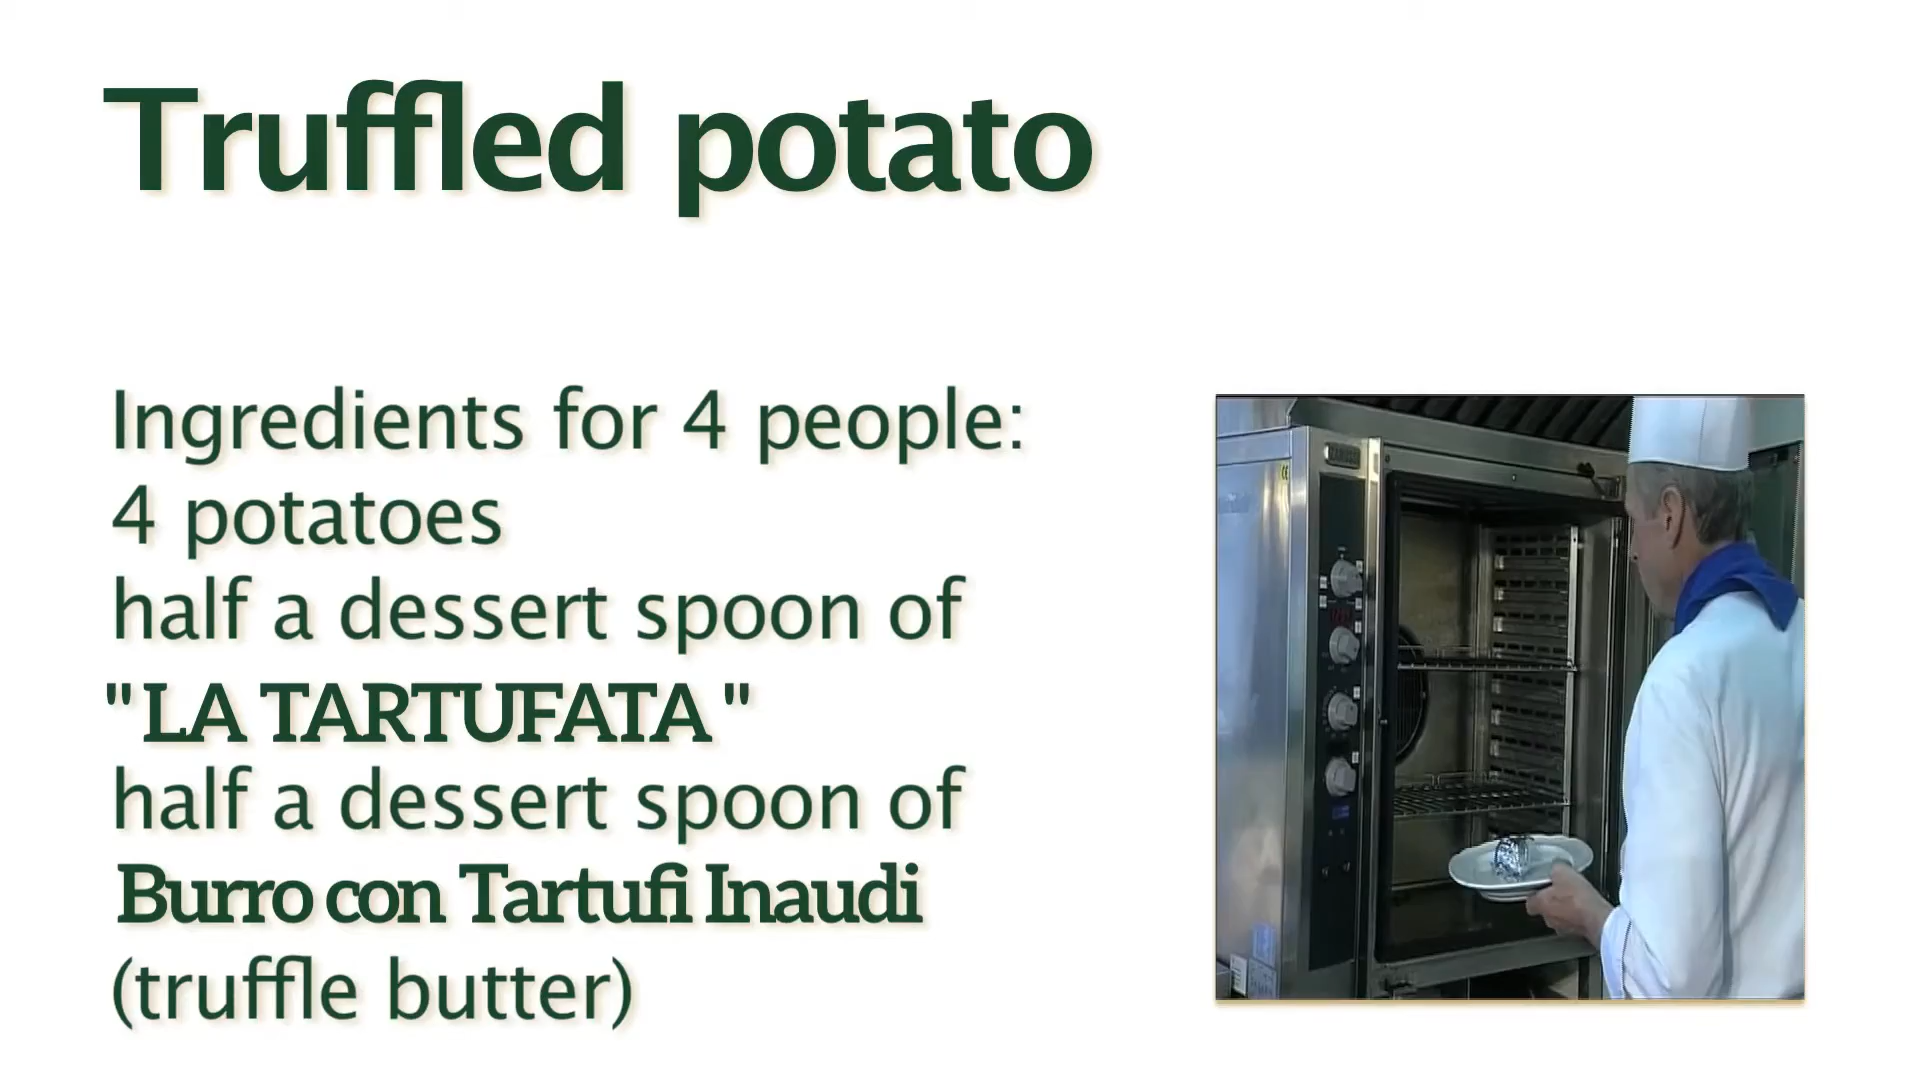 Truffled potato
Ingredients for 4 people:
4 potatoes
half a dessert spoon of
"LA TARTUFATA"
half a dessert spoon of
Burro con Tartufi Inaudi
(truffle butter)